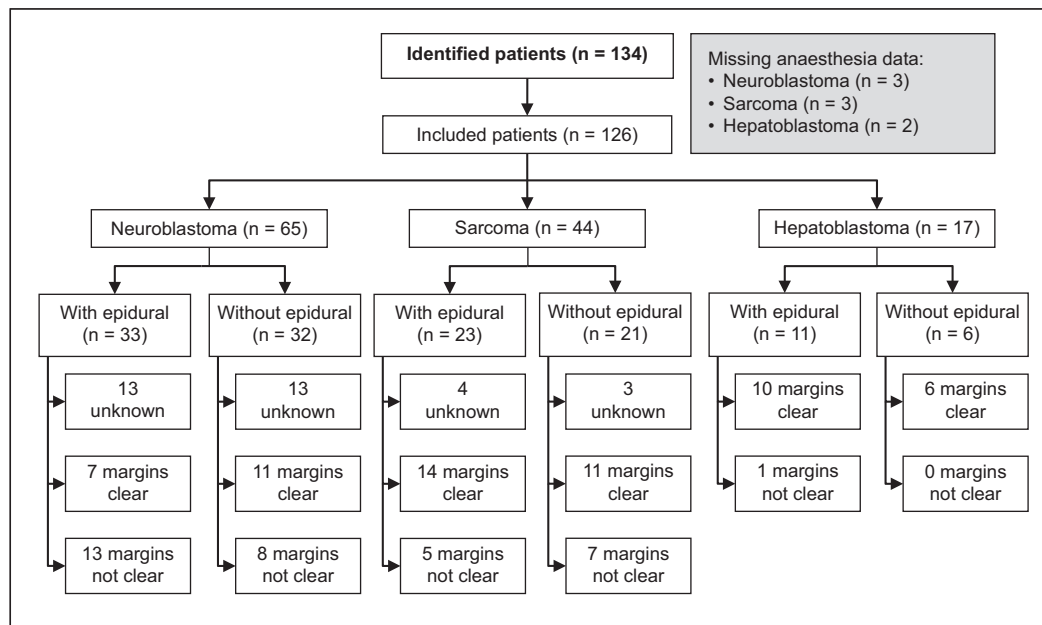 Identified patients (n = 134)
Missing anaesthesia data:
• Neuroblastoma (n = 3)
• Sarcoma (n = 3)
• Hepatoblastoma (n = 2)
Included patients (n = 126)
Neuroblastoma (n = 65)
Sarcoma (n = 44)
Hepatoblastoma (n = 17)
With epidural
(n = 33)
Without epidural
(n = 32)
With epidural
(n = 23)
Without epidural
(n = 21)
With epidural
(n = 11)
Without epidural
(n = 6)
13
unknown
13
unknown
4
unknown
3
unknown
10 margins
clear
6 margins
clear
7 margins
clear
11 margins
clear
14 margins
clear
11 margins
clear
1 margins
not clear
0 margins
not clear
13 margins
not clear
8 margins
not clear
5 margins
not clear
7 margins
not clear